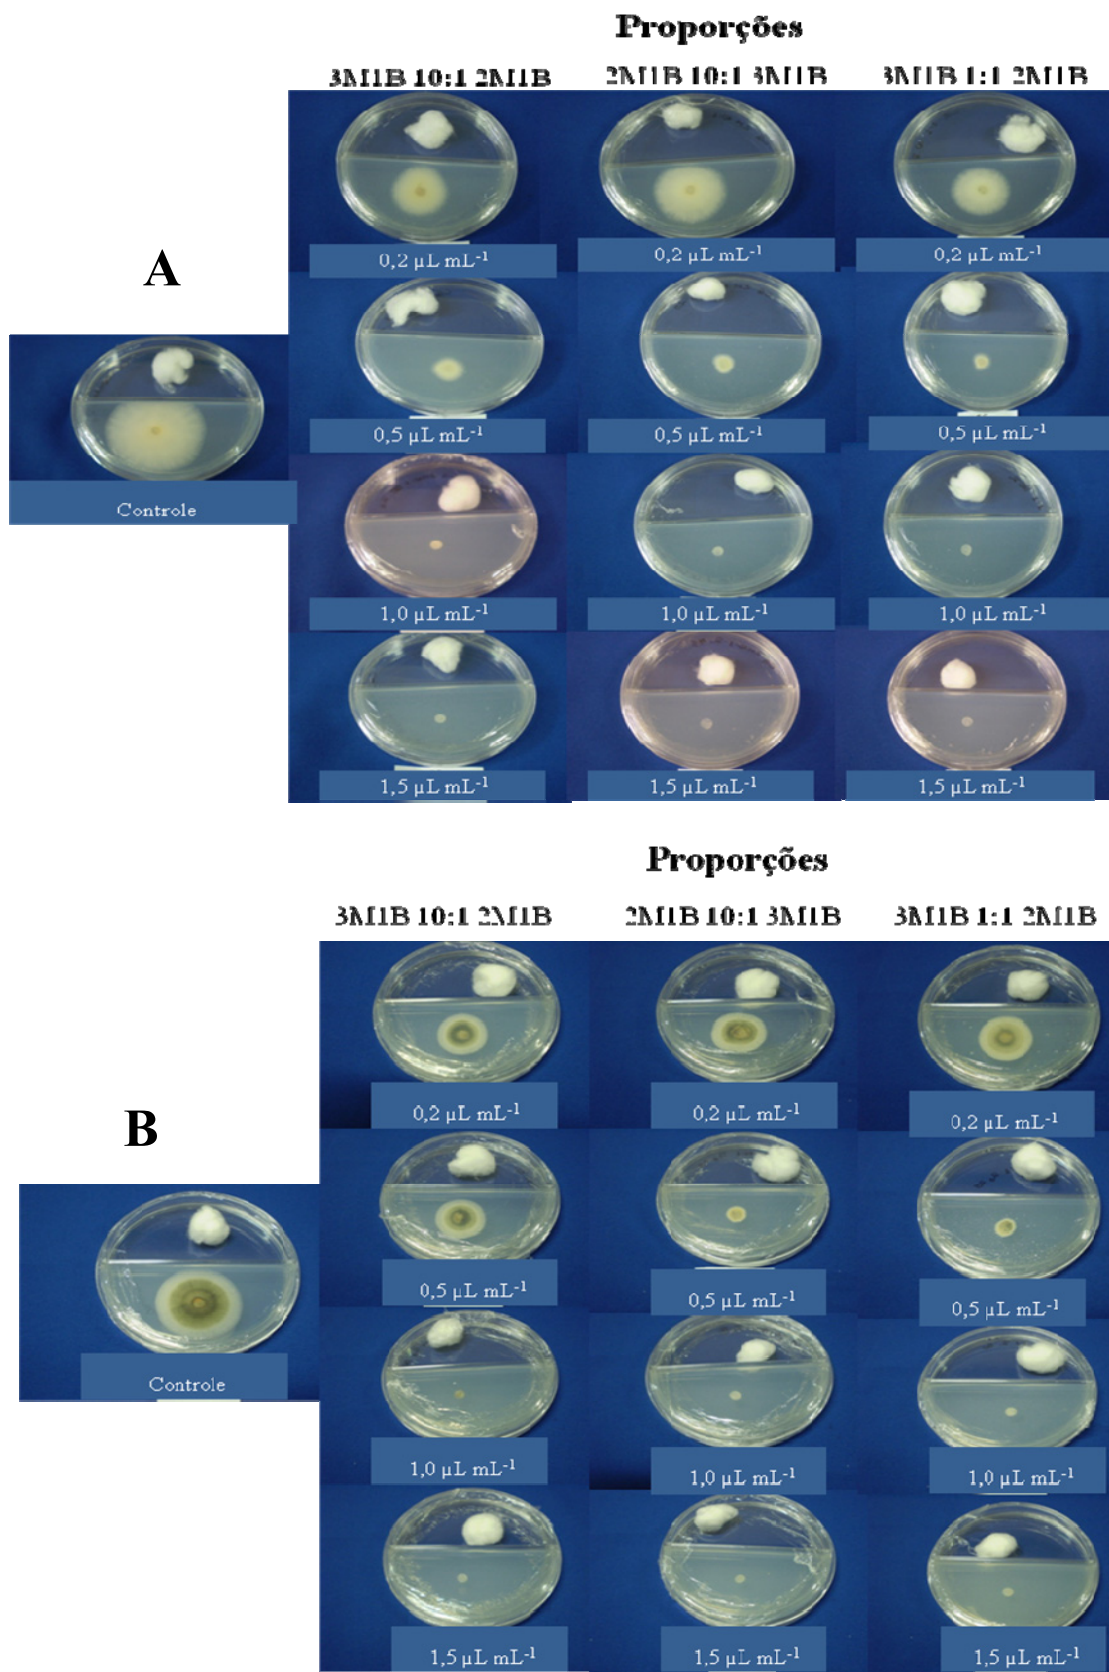 Proporções
3M1B 10:1 2M1B 2M1B 10:1 3M1B 3M1B 1:1 2M1B
0,2 µL mL-1 0,2 µL mL-1 0,2 µL mL-1
A
0,5 µL mL-1 0,5 µL mL-1 0,5 µL mL-1
Controle
1,0 µL mL-1 1,0 µL mL-1 1,0 µL mL-1
1,5 µL mL-1 1,5 µL mL-1 1,5 µL mL-1
Proporções
3M1B 10:1 2M1B 2M1B 10:1 3M1B 3M1B 1:1 2M1B
0,2 µL mL-1 0,2 µL mL-1 0,2 µL mL-1
B
0,5 µL mL-1 0,5 µL mL-1 0,5 µL mL-1
Controle
1,0 µL mL-1 1,0 µL mL-1 1,0 µL mL-1
1,5 µL mL-1 1,5 µL mL-1 1,5 µL mL-1